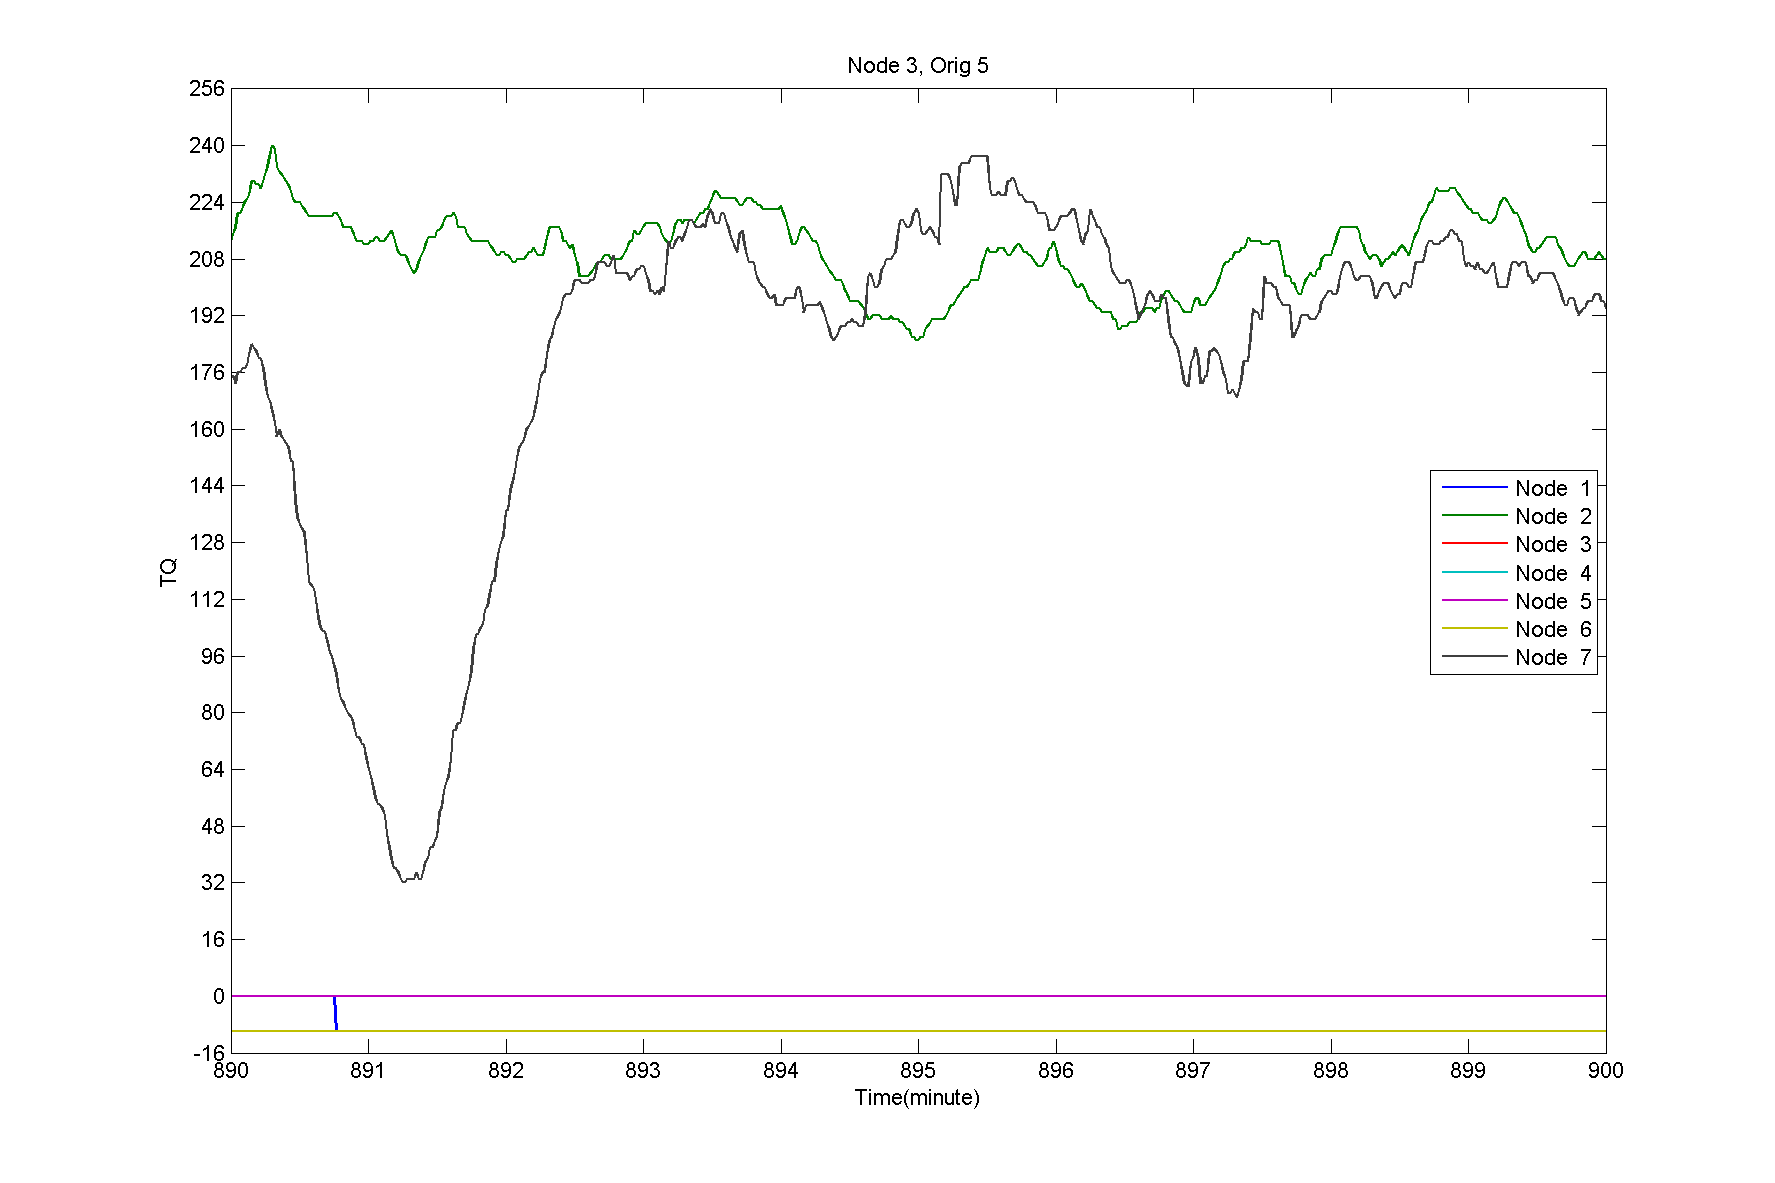 Node 3, Orig 5
256
240
224
208
192
176
160
144
128
112
96
80
64
48
32
16
0
-16
TQ
Node 1
Node 2
Node 3
Node 4
Node 5
Node 6
Node 7
890 891 892 893 894 895 896 897 898 899 900
Time(minute)